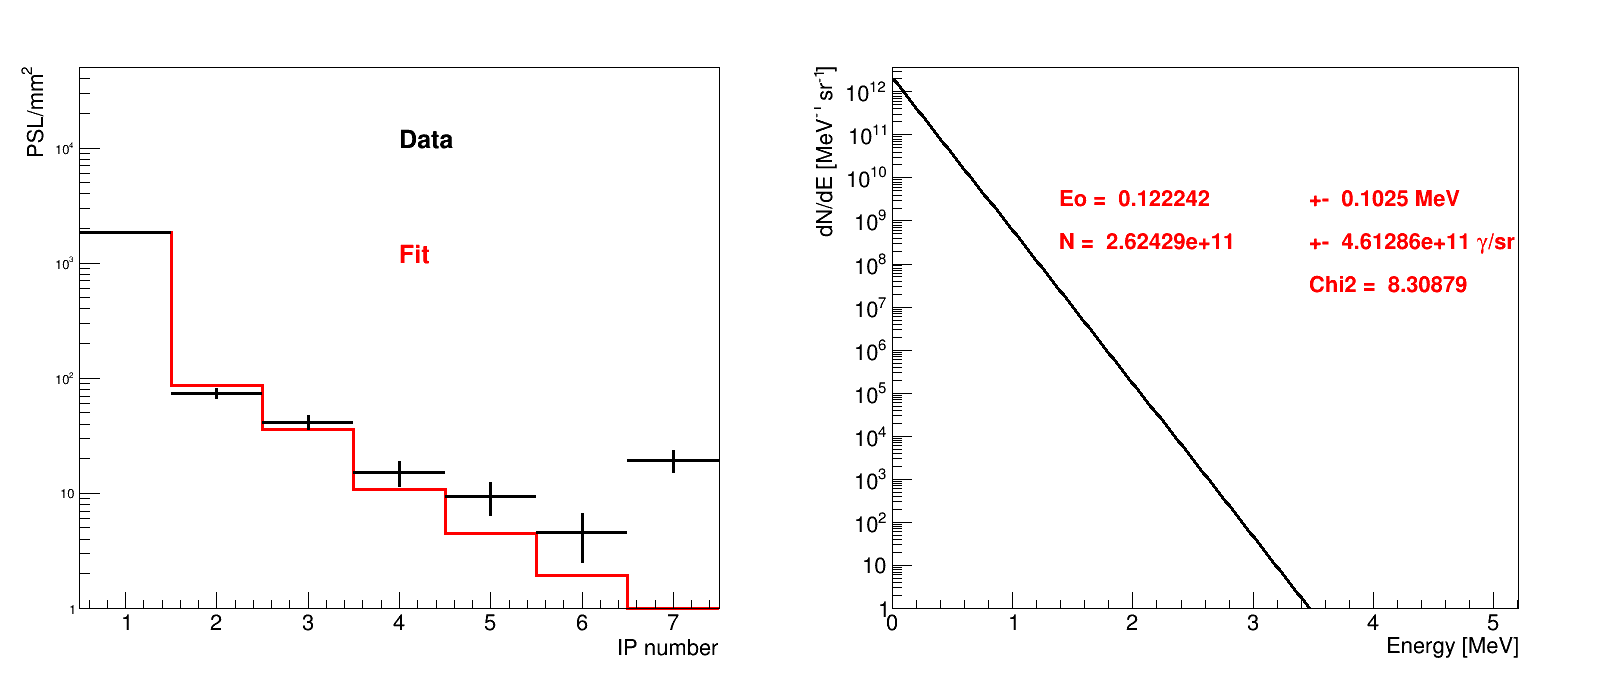 PSL/mm²
Data
Fit
10⁴
10³
10²
10
1
1 2 3 4 5 6 7
IP number
dN/dE [MeV⁻¹ sr⁻¹]
10¹²
10¹¹
10¹⁰
10⁹
10⁸
10⁷
10⁶
10⁵
10⁴
10³
10²
10
1
Eo = 0.122242 +- 0.1025 MeV
N = 2.62429e+11 +- 4.61286e+11 γ/sr
Chi2 = 8.30879
0 1 2 3 4 5
Energy [MeV]